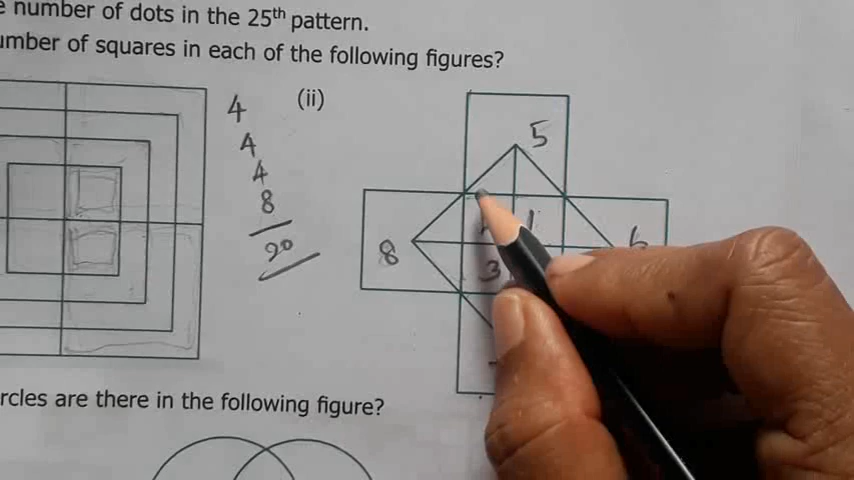 number of dots in the 25th pattern.
umber of squares in each of the following figures?
4
4
4
8
20
(ii)
5
1
8
6
3
rcles are there in the following figure?